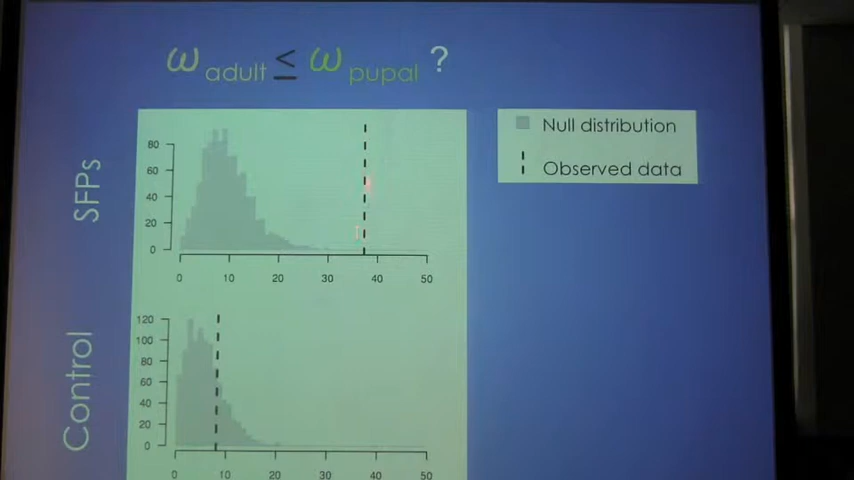 ω adult ≤ ω pupal ?
Null distribution
Observed data
SFPs
80
60
40
20
0
0 10 20 30 40 50
Control
120
100
80
60
40
20
0
0 10 20 30 40 50